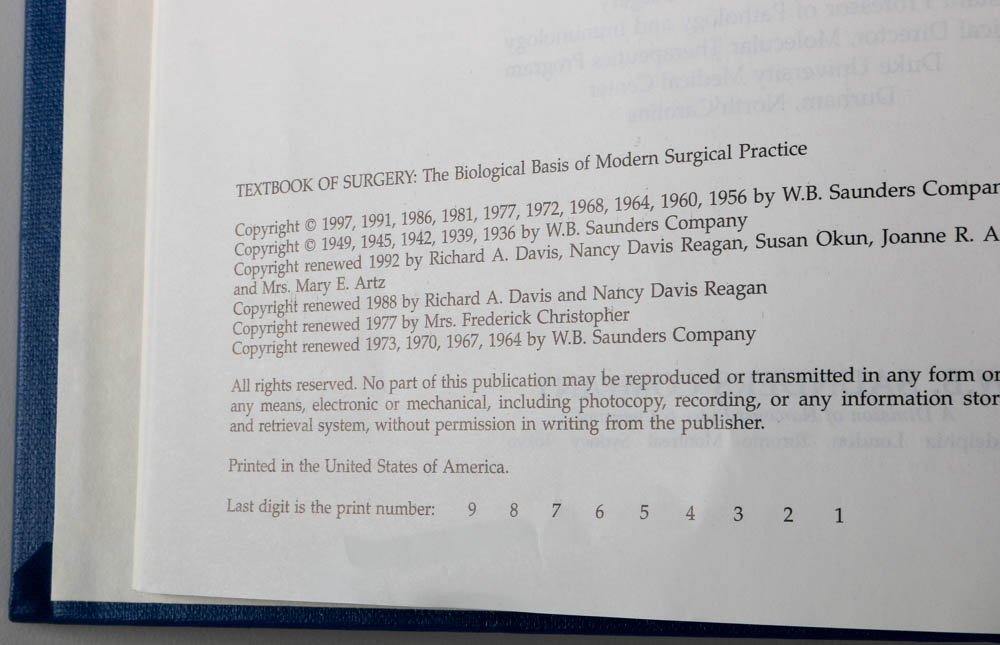 TEXTBOOK OF SURGERY: The Biological Basis of Modern Surgical Practice
Copyright © 1997, 1991, 1986, 1981, 1977, 1972, 1968, 1964, 1960, 1956 by W.B. Saunders Compan
Copyright © 1949, 1945, 1942, 1939, 1936 by W.B. Saunders Company
Copyright renewed 1992 by Richard A. Davis, Nancy Davis Reagan, Susan Okun, Joanne R. A
and Mrs. Mary E. Artz
Copyright renewed 1988 by Richard A. Davis and Nancy Davis Reagan
Copyright renewed 1977 by Mrs. Frederick Christopher
Copyright renewed 1973, 1970, 1967, 1964 by W.B. Saunders Company
All rights reserved. No part of this publication may be reproduced or transmitted in any form or
any means, electronic or mechanical, including photocopy, recording, or any information stor
and retrieval system, without permission in writing from the publisher.
Printed in the United States of America.
Last digit is the print number: 9 8 7 6 5 4 3 2 1